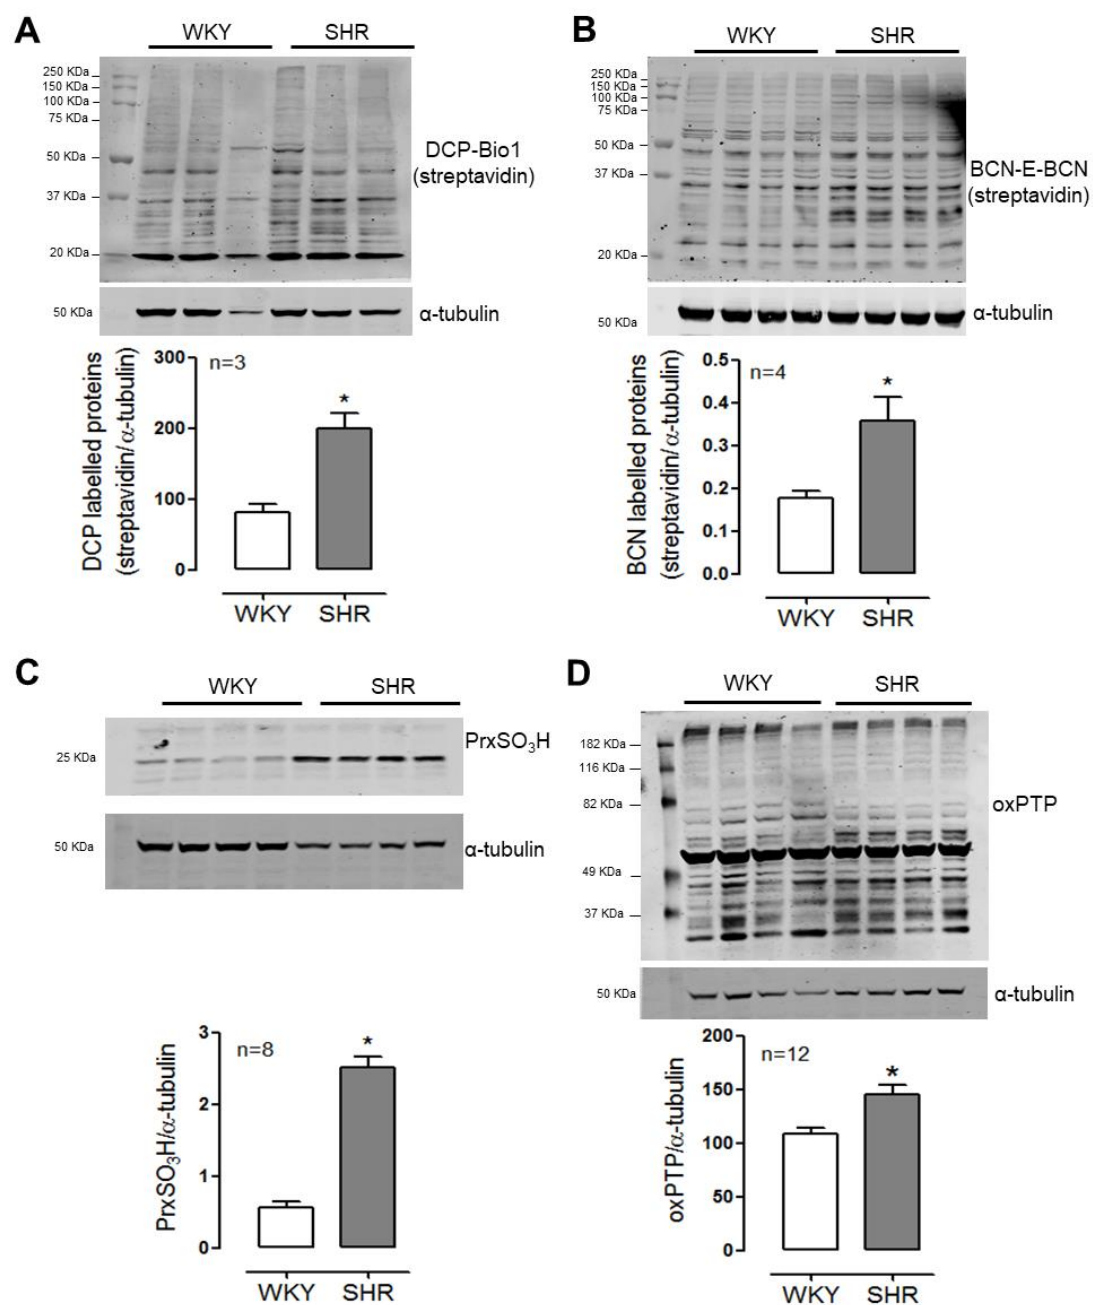 A
WKY
SHR
250 KDa
150 KDa
100 KDa
75 KDa
50 KDa
37 KDa
20 KDa
DCP-Bio1
(streptavidin)
50 KDa
α-tubulin
DCP labelled proteins
(streptavidin/α-tubulin)
300
200
100
0
n=3
*
WKY
SHR
B
WKY
SHR
250 KDa
150 KDa
100 KDa
75 KDa
50 KDa
37 KDa
20 KDa
BCN-E-BCN
(streptavidin)
50 KDa
α-tubulin
BCN labelled proteins
(streptavidin/α-tubulin)
0.5
0.4
0.3
0.2
0.1
0.0
n=4
*
WKY
SHR
C
WKY
SHR
25 KDa
PrxSO₃H
50 KDa
α-tubulin
PrxSO₃H/α-tubulin
3
2
1
0
n=8
*
WKY
SHR
D
WKY
SHR
182 KDa
116 KDa
82 KDa
49 KDa
37 KDa
oxPTP
50 KDa
α-tubulin
oxPTP/α-tubulin
200
150
100
50
0
n=12
*
WKY
SHR